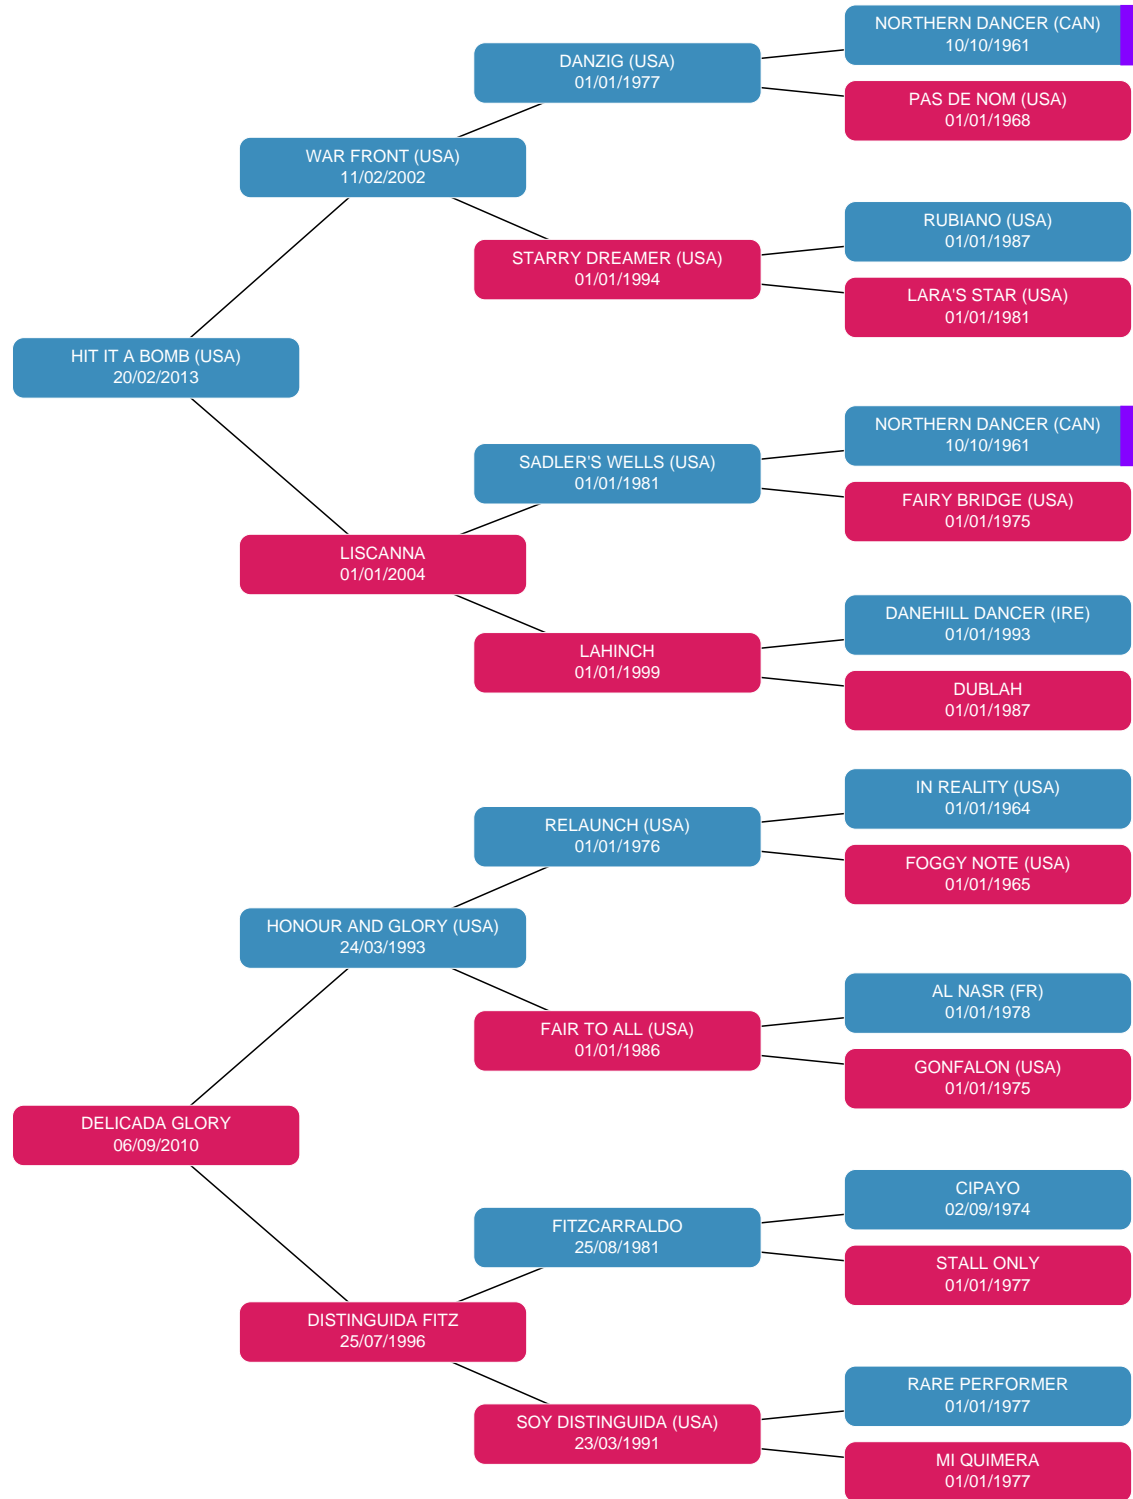 NORTHERN DANCER (CAN)
10/10/1961
DANZIG (USA)
01/01/1977
PAS DE NOM (USA)
01/01/1968
WAR FRONT (USA)
11/02/2002
RUBIANO (USA)
01/01/1987
STARRY DREAMER (USA)
01/01/1994
LARA'S STAR (USA)
01/01/1981
HIT IT A BOMB (USA)
20/02/2013
NORTHERN DANCER (CAN)
10/10/1961
SADLER'S WELLS (USA)
01/01/1981
FAIRY BRIDGE (USA)
01/01/1975
LISCANNA
01/01/2004
DANEHILL DANCER (IRE)
01/01/1993
LAHINCH
01/01/1999
DUBLAH
01/01/1987
IN REALITY (USA)
01/01/1964
RELAUNCH (USA)
01/01/1976
FOGGY NOTE (USA)
01/01/1965
HONOUR AND GLORY (USA)
24/03/1993
AL NASR (FR)
01/01/1978
FAIR TO ALL (USA)
01/01/1986
GONFALON (USA)
01/01/1975
DELICADA GLORY
06/09/2010
CIPAYO
02/09/1974
FITZCARRALDO
25/08/1981
STALL ONLY
01/01/1977
DISTINGUIDA FITZ
25/07/1996
RARE PERFORMER
01/01/1977
SOY DISTINGUIDA (USA)
23/03/1991
MI QUIMERA
01/01/1977